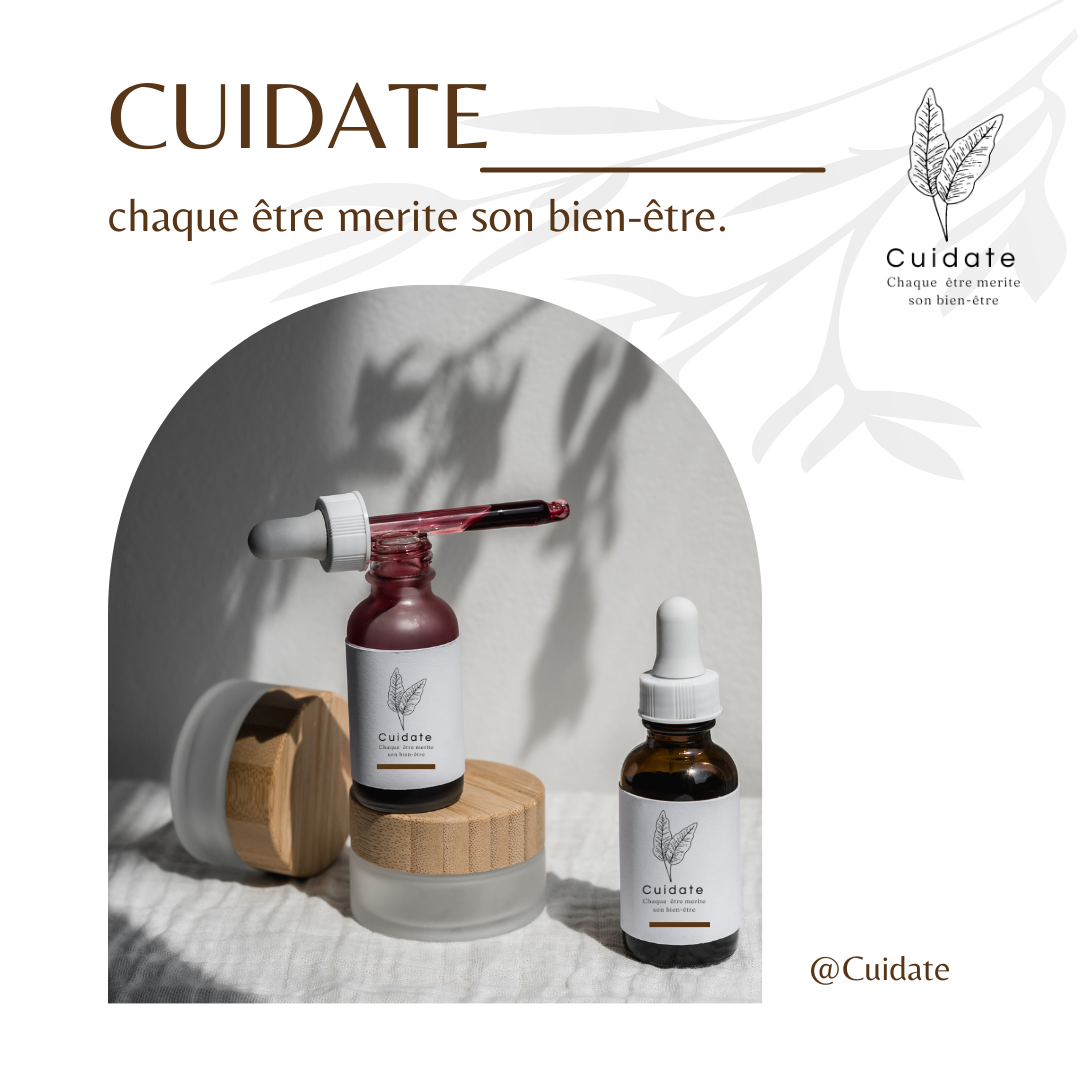 CUIDATE
chaque être merite son bien-être.
Cuidate
Chaque être merite
son bien-être
Cuidate
Chaque être merite
son bien-être
Cuidate
Chaque être merite
son bien-être
@Cuidate